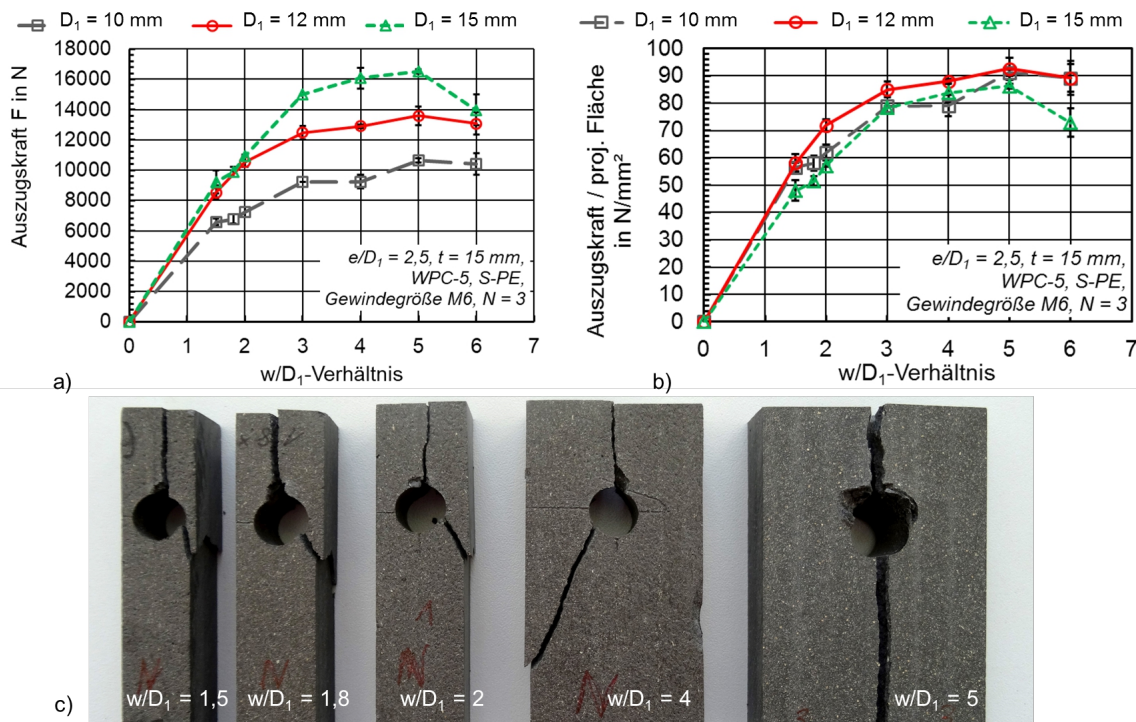 D₁ = 10 mm D₁ = 12 mm D₁ = 15 mm
Auszugskraft F in N
18000
16000
14000
12000
10000
8000
6000
4000
2000
0
0 1 2 3 4 5 6 7
e/D₁ = 2,5, t = 15 mm,
WPC-5, S-PE,
Gewindegröße M6, N = 3
w/D₁-Verhältnis
a)
D₁ = 10 mm D₁ = 12 mm D₁ = 15 mm
Auszugskraft / proj. Fläche
in N/mm²
100
90
80
70
60
50
40
30
20
10
0
0 1 2 3 4 5 6 7
e/D₁ = 2,5, t = 15 mm,
WPC-5, S-PE,
Gewindegröße M6, N = 3
w/D₁-Verhältnis
b)
1
N N N N
w/D₁ = 1,5 w/D₁ = 1,8 w/D₁ = 2 w/D₁ = 4 w/D₁ = 5
c)